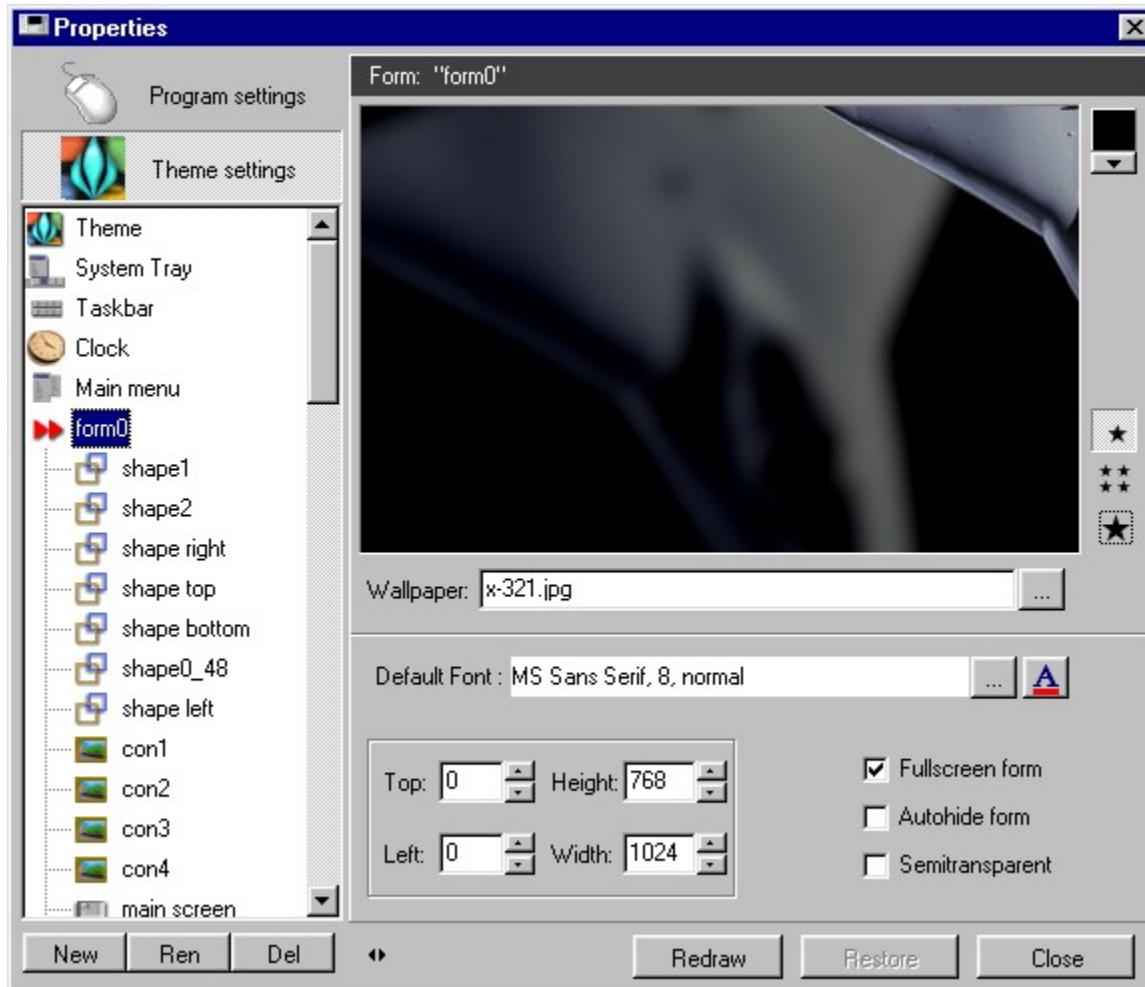 Properties
Program settings
Theme settings
Theme
System Tray
Taskbar
Clock
Main menu
form0
shape1
shape2
shape right
shape top
shape bottom
shape0_48
shape left
con1
con2
con3
con4
main screen
New Ren Del
Form: "form0"
Wallpaper: x-321.jpg ...
Default Font : MS Sans Serif, 8, normal ... A
Top: 0 Height: 768
Left: 0 Width: 1024
Fullscreen form
Autohide form
Semitransparent
Redraw Restore Close